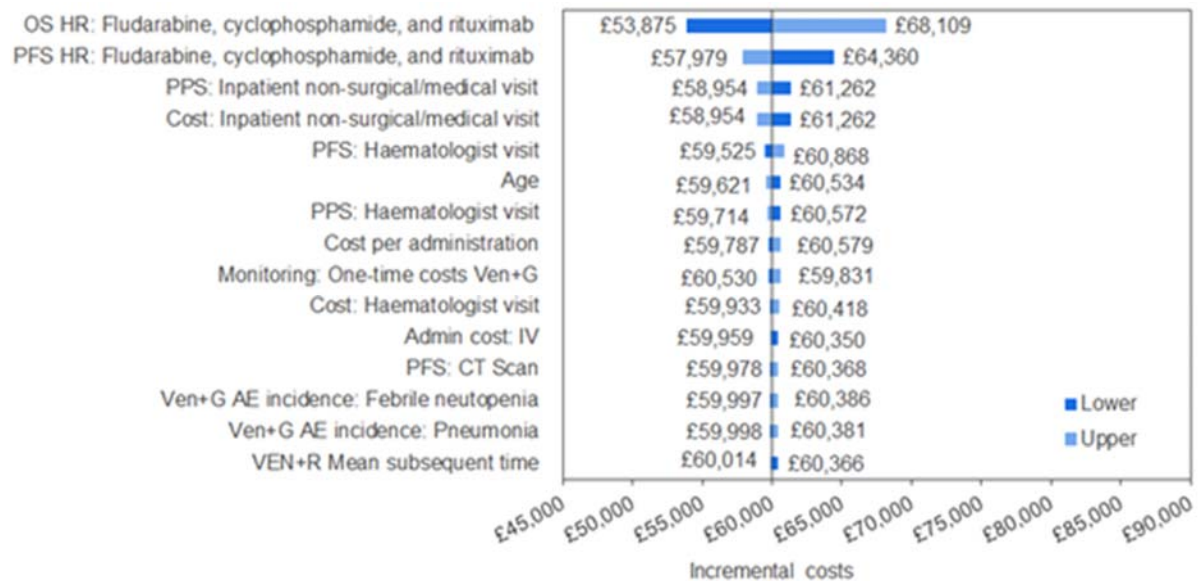 OS HR: Fludarabine, cyclophosphamide, and rituximab £53,875 £68,109
PFS HR: Fludarabine, cyclophosphamide, and rituximab £57,979 £64,360
PPS: Inpatient non-surgical/medical visit £58,954 £61,262
Cost: Inpatient non-surgical/medical visit £58,954 £61,262
PFS: Haematologist visit £59,525 £60,868
Age £59,621 £60,534
PPS: Haematologist visit £59,714 £60,572
Cost per administration £59,787 £60,579
Monitoring: One-time costs Ven+G £60,530 £59,831
Cost: Haematologist visit £59,933 £60,418
Admin cost: IV £59,959 £60,350
PFS: CT Scan £59,978 £60,368
Ven+G AE incidence: Febrile neutopenia £59,997 £60,386
Ven+G AE incidence: Pneumonia £59,998 £60,381
VEN+R Mean subsequent time £60,014 £60,366
Lower
Upper
£45,000 £50,000 £55,000 £60,000 £65,000 £70,000 £75,000 £80,000 £85,000 £90,000
Incremental costs